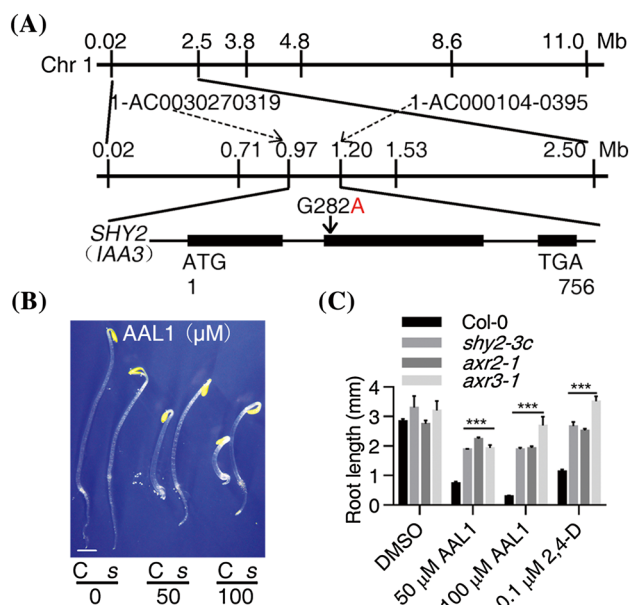 (A)
0.02 2.5 3.8 4.8 8.6 11.0 Mb
Chr 1
1-AC0030270319 1-AC000104-0395
0.02 0.71 0.97 1.20 1.53 2.50 Mb
G282A
SHY2
(IAA3)
ATG TGA
1 756
(B)
AAL1 (μM)
C s C s C s
0 50 100
(C)
Col-0
shy2-3c
axr2-1
axr3-1
Root length (mm)
4
3
2
1
0
*** *** ***
DMSO
50 μM AAL1
100 μM AAL1
0.1 μM 2,4-D